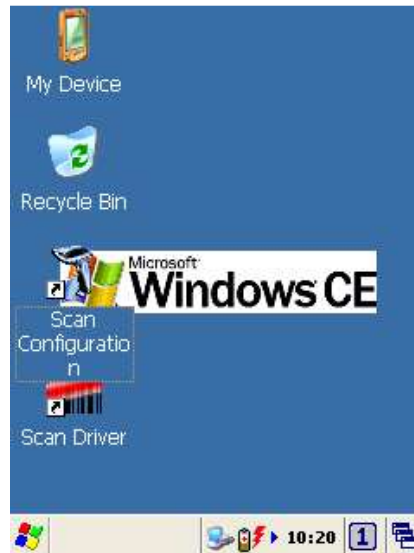 My Device
Recycle Bin
Microsoft
Windows CE
Scan
Configuratio
n
Scan Driver
10:20
1